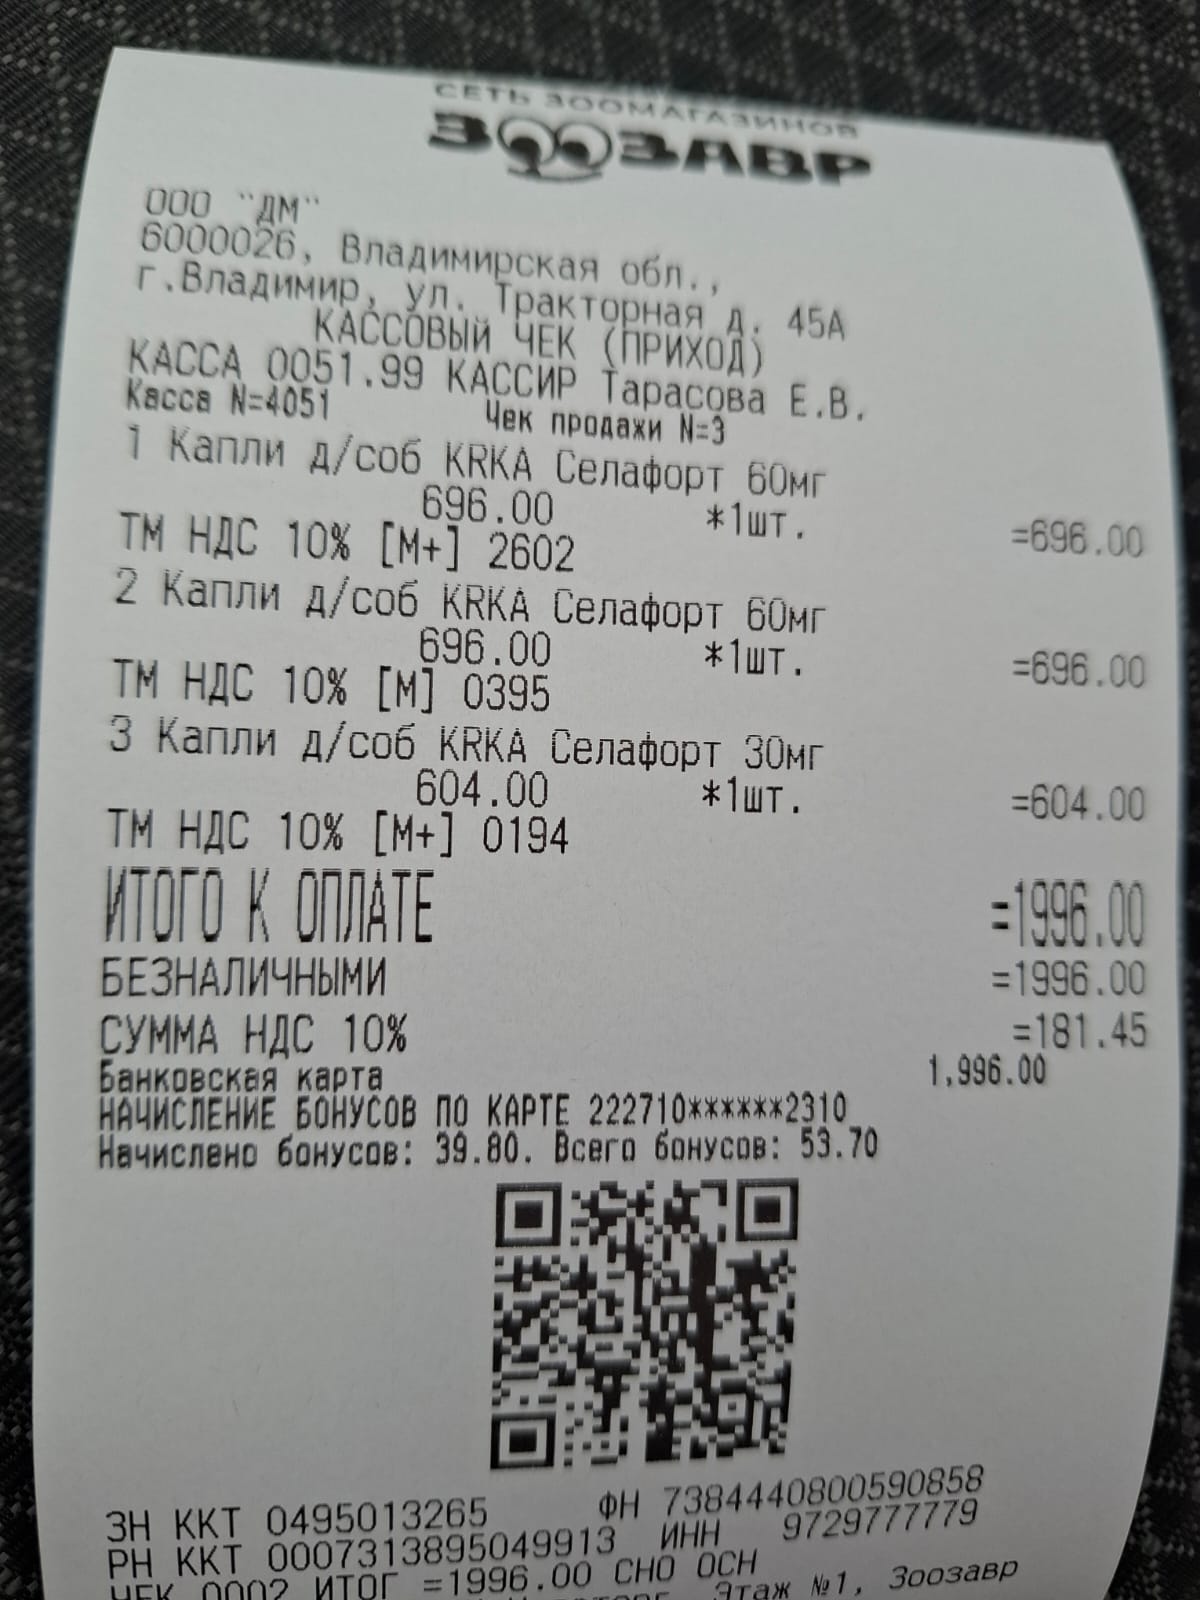 СЕТЬ ЗООМАГАЗИНОВ
ЗООЗАВР
ООО "ДМ"
6000026, Владимирская обл.,
г.Владимир, ул. Тракторная д. 45А
КАССОВЫЙ ЧЕК (ПРИХОД)
КАССА 0051.99 КАССИР Тарасова Е.В.
Касса N=4051 Чек продажи N=3
1 Капли д/соб KRKA Селафорт 60мг
696.00 *1шт. =696.00
ТМ НДС 10% [М+] 2602
2 Капли д/соб KRKA Селафорт 60мг
696.00 *1шт. =696.00
ТМ НДС 10% [М] 0395
3 Капли д/соб KRKA Селафорт 30мг
604.00 *1шт. =604.00
ТМ НДС 10% [М+] 0194
ИТОГО К ОПЛАТЕ =1996.00
БЕЗНАЛИЧНЫМИ =1996.00
СУММА НДС 10% =181.45
Банковская карта 1,996.00
НАЧИСЛЕНИЕ БОНУСОВ ПО КАРТЕ 222710******2310
Начислено бонусов: 39.80. Всего бонусов: 53.70
ЗН ККТ 0495013265 ФН 7384440800590858
РН ККТ 0007313895049913 ИНН 9729777779
ЧЕК 0002 ИТОГ =1996.00 СНО ОСН
Этаж №1, Зоозавр